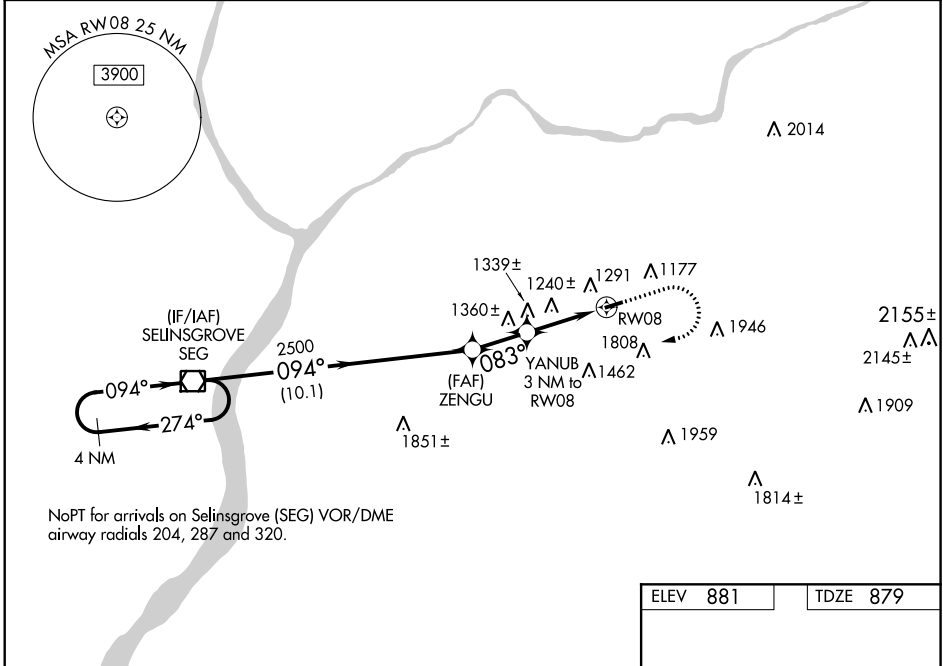 MSA RW08 25 NM
3900
2014
1339±
1240±
1291
1177
1360±
RW08
1946
2155±
2145±
(IF/IAF)
SELINSGROVE
SEG
2500
094°
(10.1)
094°
274°
4 NM
083°
(FAF)
ZENGU
YANUB
3 NM to
RW08
1808
1462
1909
1851±
1959
1814±
NoPT for arrivals on Selinsgrove (SEG) VOR/DME
airway radials 204, 287 and 320.
ELEV 881
TDZE 879